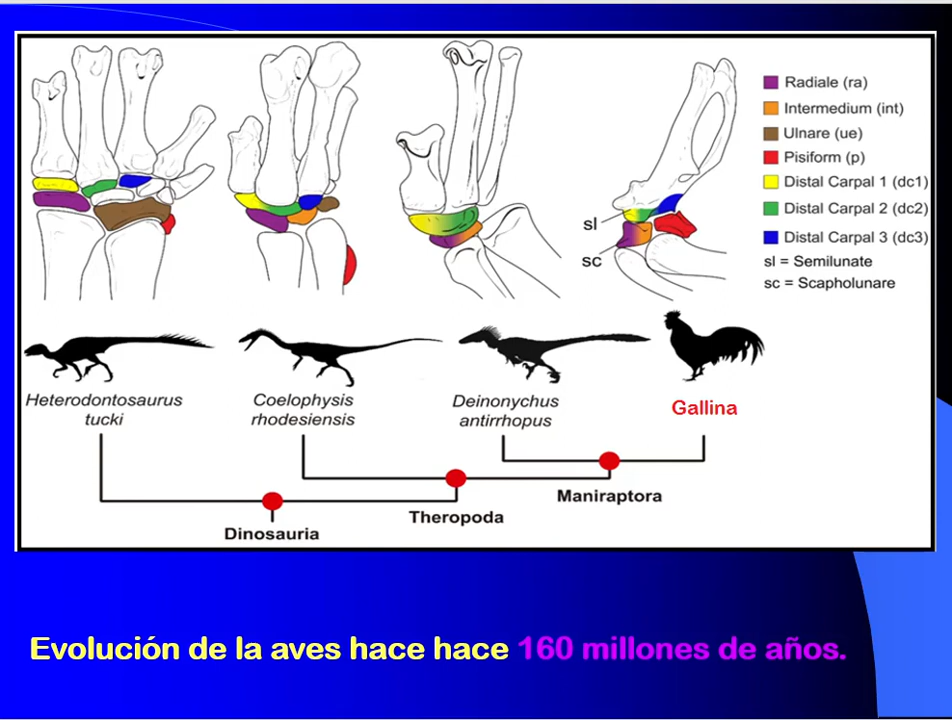 Radiale (ra)
Intermedium (int)
Ulnare (ue)
Pisiform (p)
Distal Carpal 1 (dc1)
Distal Carpal 2 (dc2)
Distal Carpal 3 (dc3)
sl = Semilunate
sc = Scapholunare
sl
sc
Heterodontosaurus
tucki
Coelophysis
rhodesiensis
Deinonychus
antirrhopus
Gallina
Maniraptora
Theropoda
Dinosauria
Evolución de la aves hace hace 160 millones de años.